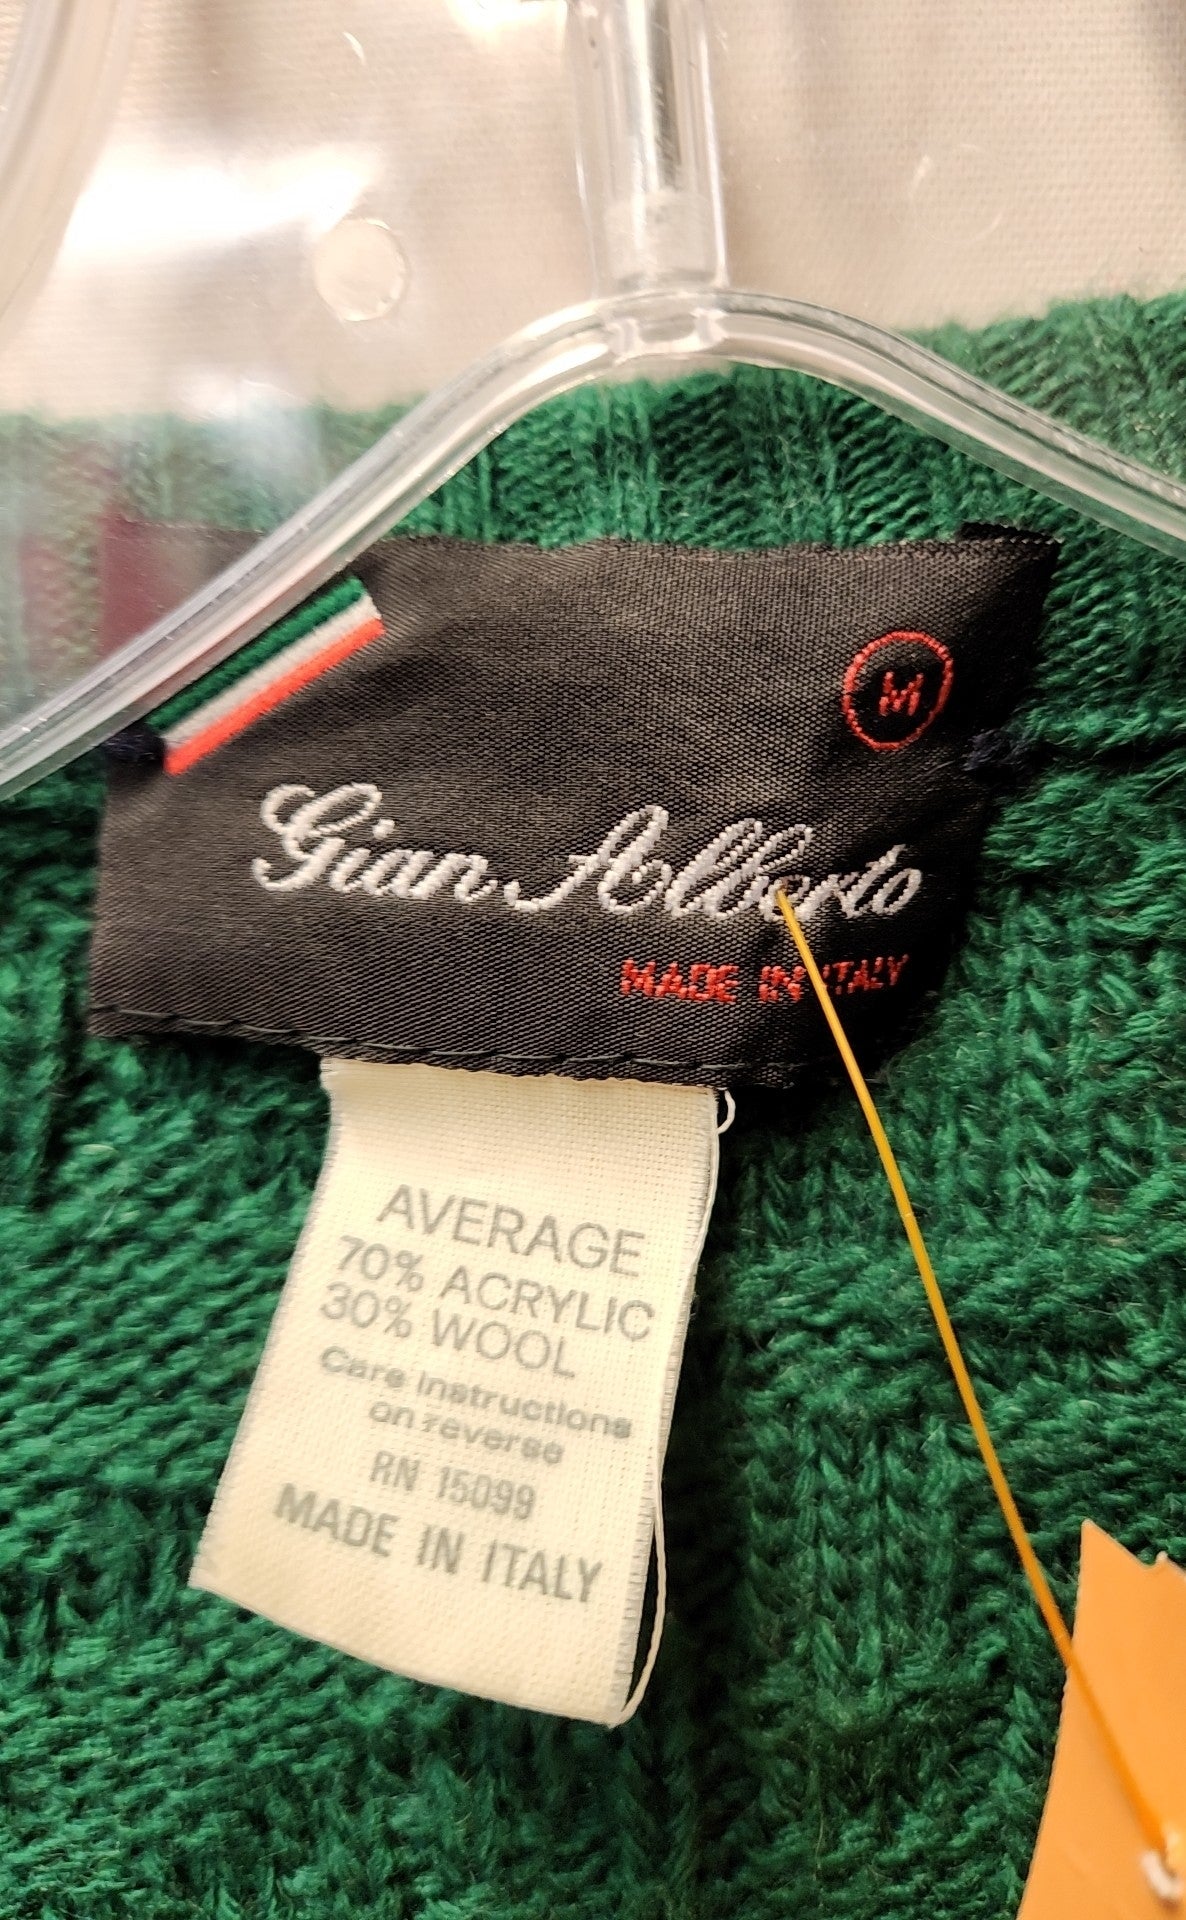 M
Gian Alberto
MADE IN ITALY
AVERAGE
70% ACRYLIC
30% WOOL
Care instructions
on reverse
RN 15099
MADE IN ITALY